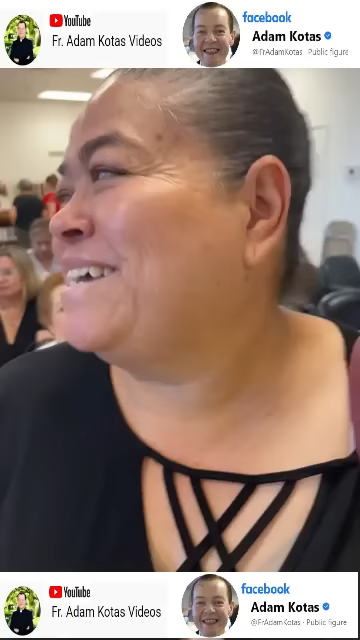 YouTube
Fr. Adam Kotas Videos
facebook
Adam Kotas
@FrAdamKotas · Public figure
YouTube
Fr. Adam Kotas Videos
facebook
Adam Kotas
@FrAdamKotas · Public figure